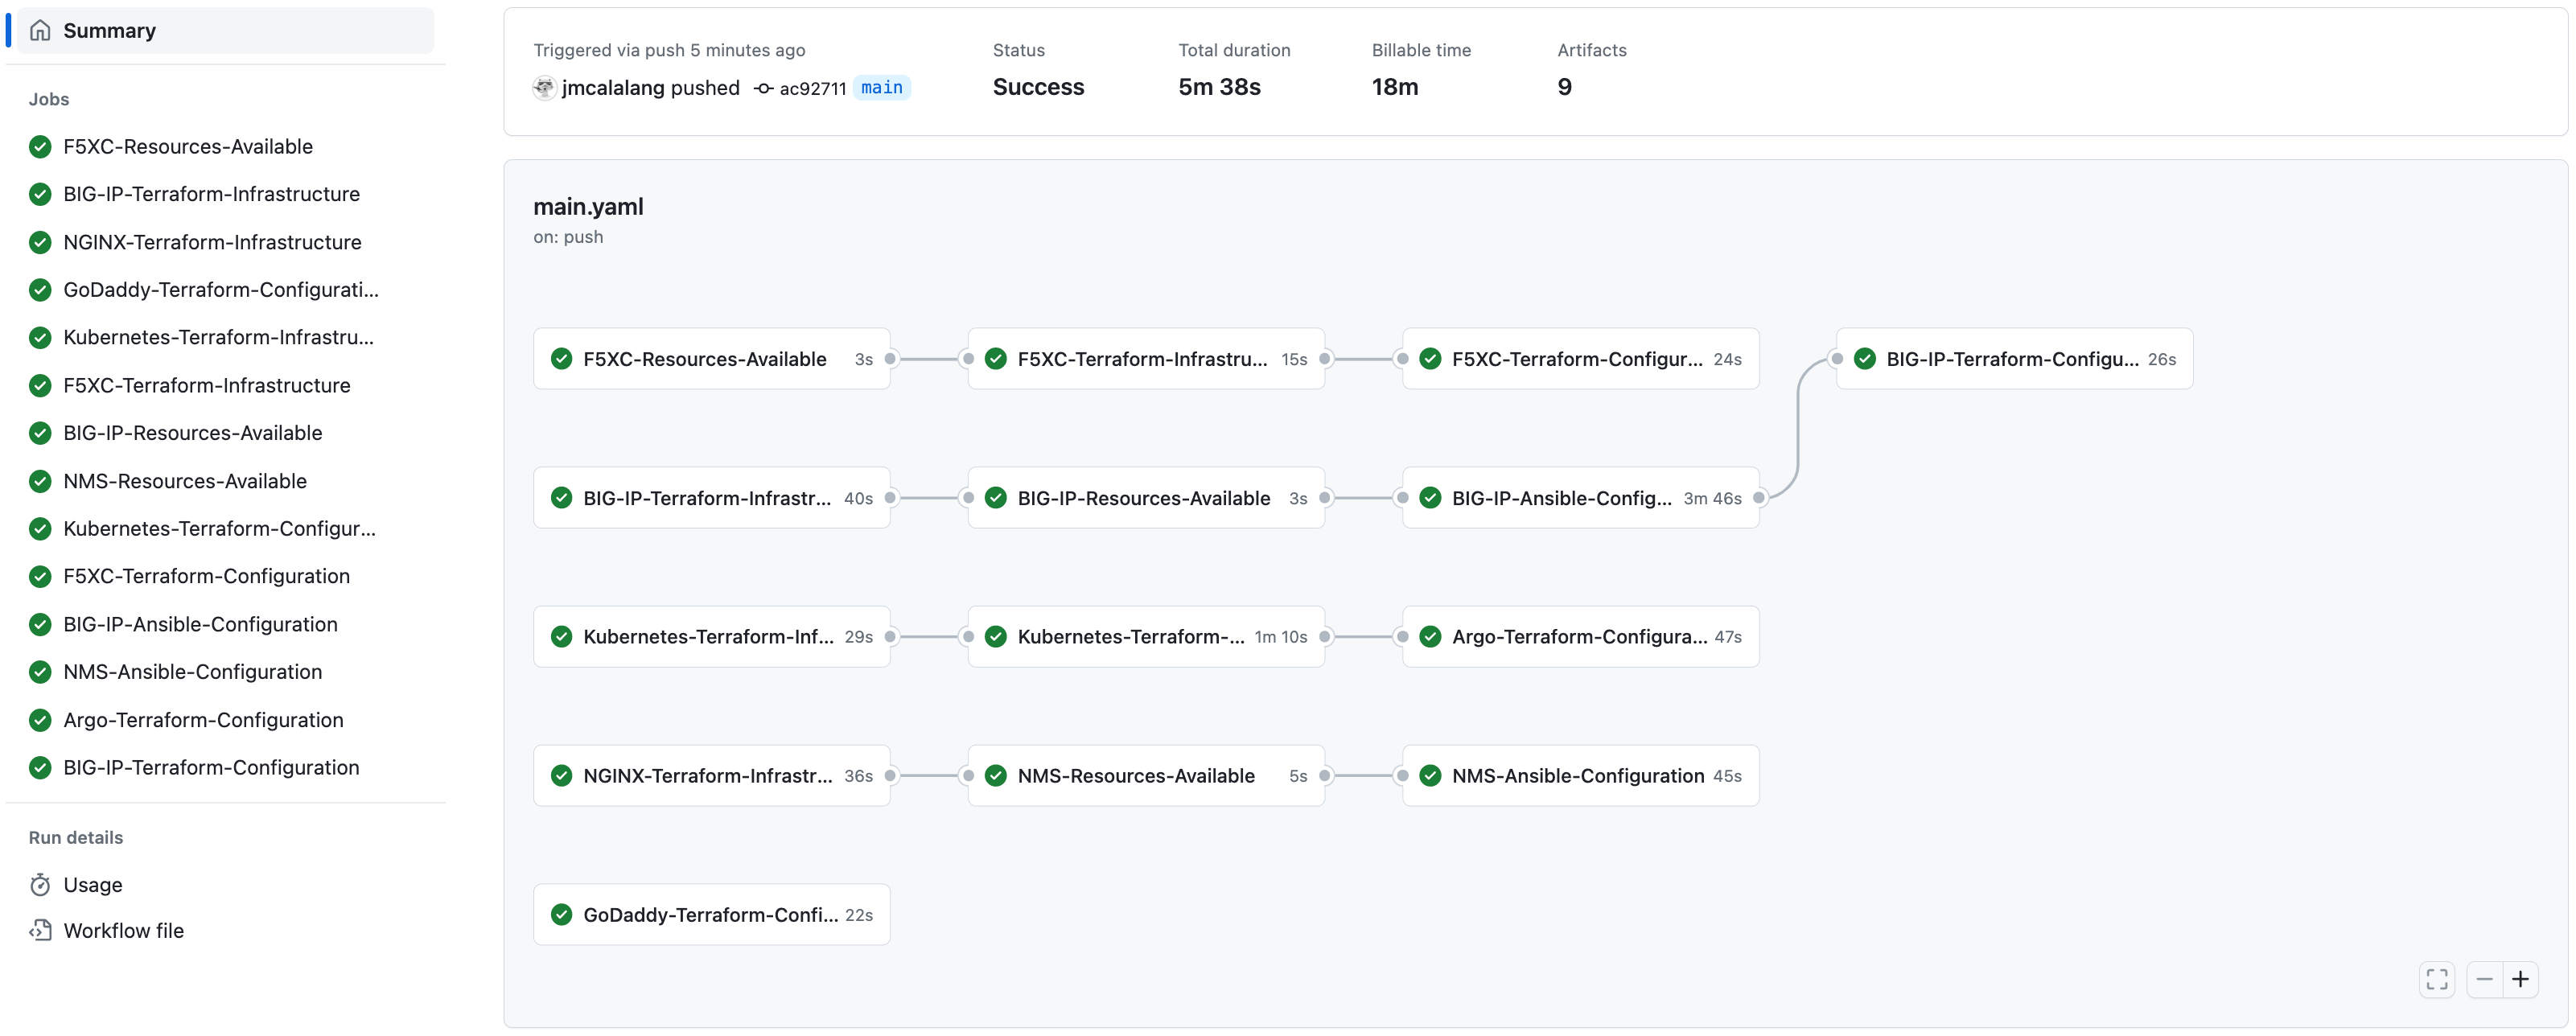 Summary
Jobs
F5XC-Resources-Available
BIG-IP-Terraform-Infrastructure
NGINX-Terraform-Infrastructure
GoDaddy-Terraform-Configurati...
Kubernetes-Terraform-Infrastru...
F5XC-Terraform-Infrastructure
BIG-IP-Resources-Available
NMS-Resources-Available
Kubernetes-Terraform-Configur...
F5XC-Terraform-Configuration
BIG-IP-Ansible-Configuration
NMS-Ansible-Configuration
Argo-Terraform-Configuration
BIG-IP-Terraform-Configuration
Run details
Usage
Workflow file
Triggered via push 5 minutes ago
jmcalalang pushed ac92711 main
Status
Success
Total duration
5m 38s
Billable time
18m
Artifacts
9
main.yaml
on: push
F5XC-Resources-Available 3s
F5XC-Terraform-Infrastru... 15s
F5XC-Terraform-Configur... 24s
BIG-IP-Terraform-Configu... 26s
BIG-IP-Terraform-Infrastr... 40s
BIG-IP-Resources-Available 3s
BIG-IP-Ansible-Config... 3m 46s
Kubernetes-Terraform-Inf... 29s
Kubernetes-Terraform-... 1m 10s
Argo-Terraform-Configura... 47s
NGINX-Terraform-Infrastr... 36s
NMS-Resources-Available 5s
NMS-Ansible-Configuration 45s
GoDaddy-Terraform-Confi... 22s